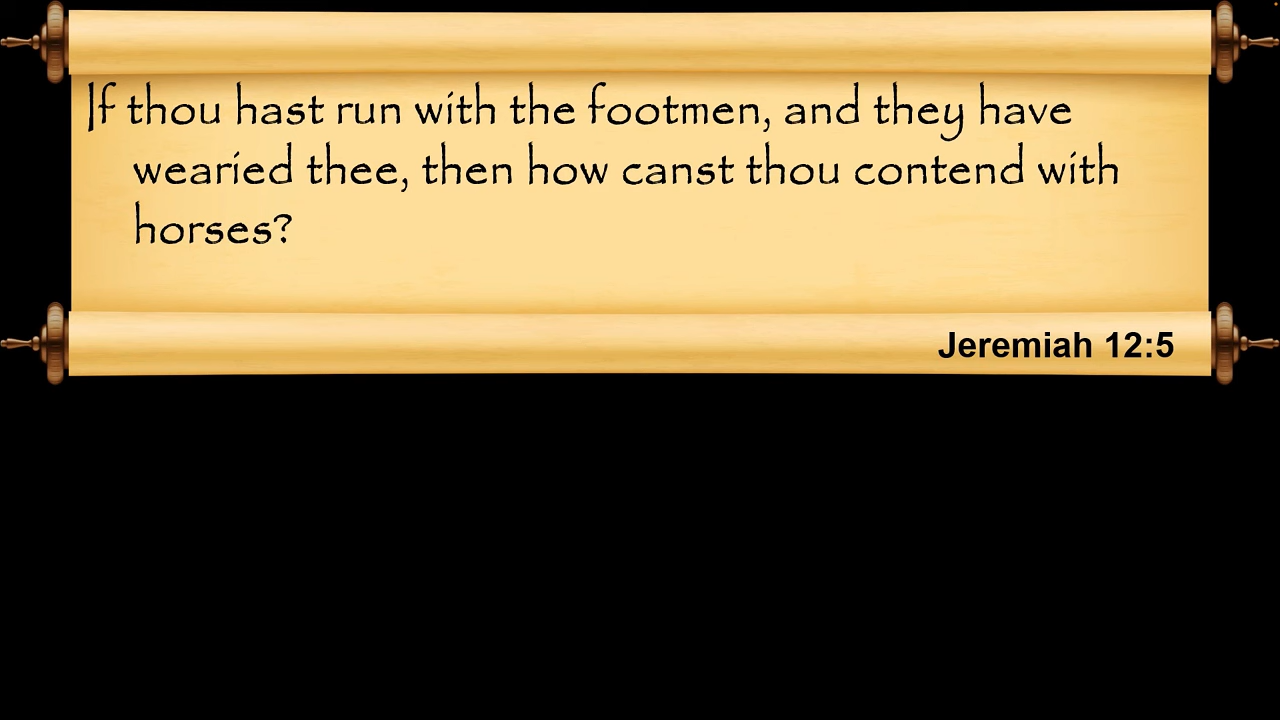 If thou hast run with the footmen, and they have
wearied thee, then how canst thou contend with
horses?
Jeremiah 12:5